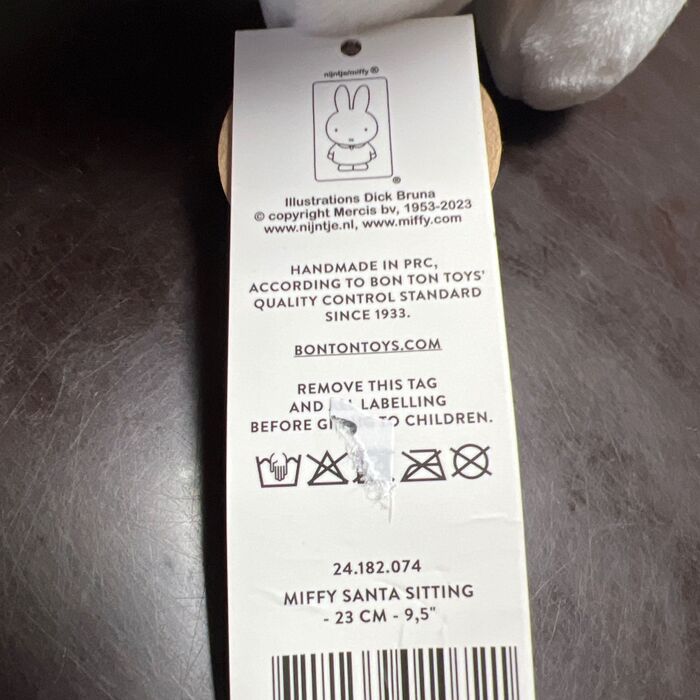 nijntje/miffy ®
®
Illustrations Dick Bruna
© copyright Mercis bv, 1953-2023
www.nijntje.nl, www.miffy.com
HANDMADE IN PRC,
ACCORDING TO BON TON TOYS'
QUALITY CONTROL STANDARD
SINCE 1933.
BONTONTOYS.COM
REMOVE THIS TAG
AND LABELLING
BEFORE TO CHILDREN.
24.182.074
MIFFY SANTA SITTING
- 23 CM - 9,5"